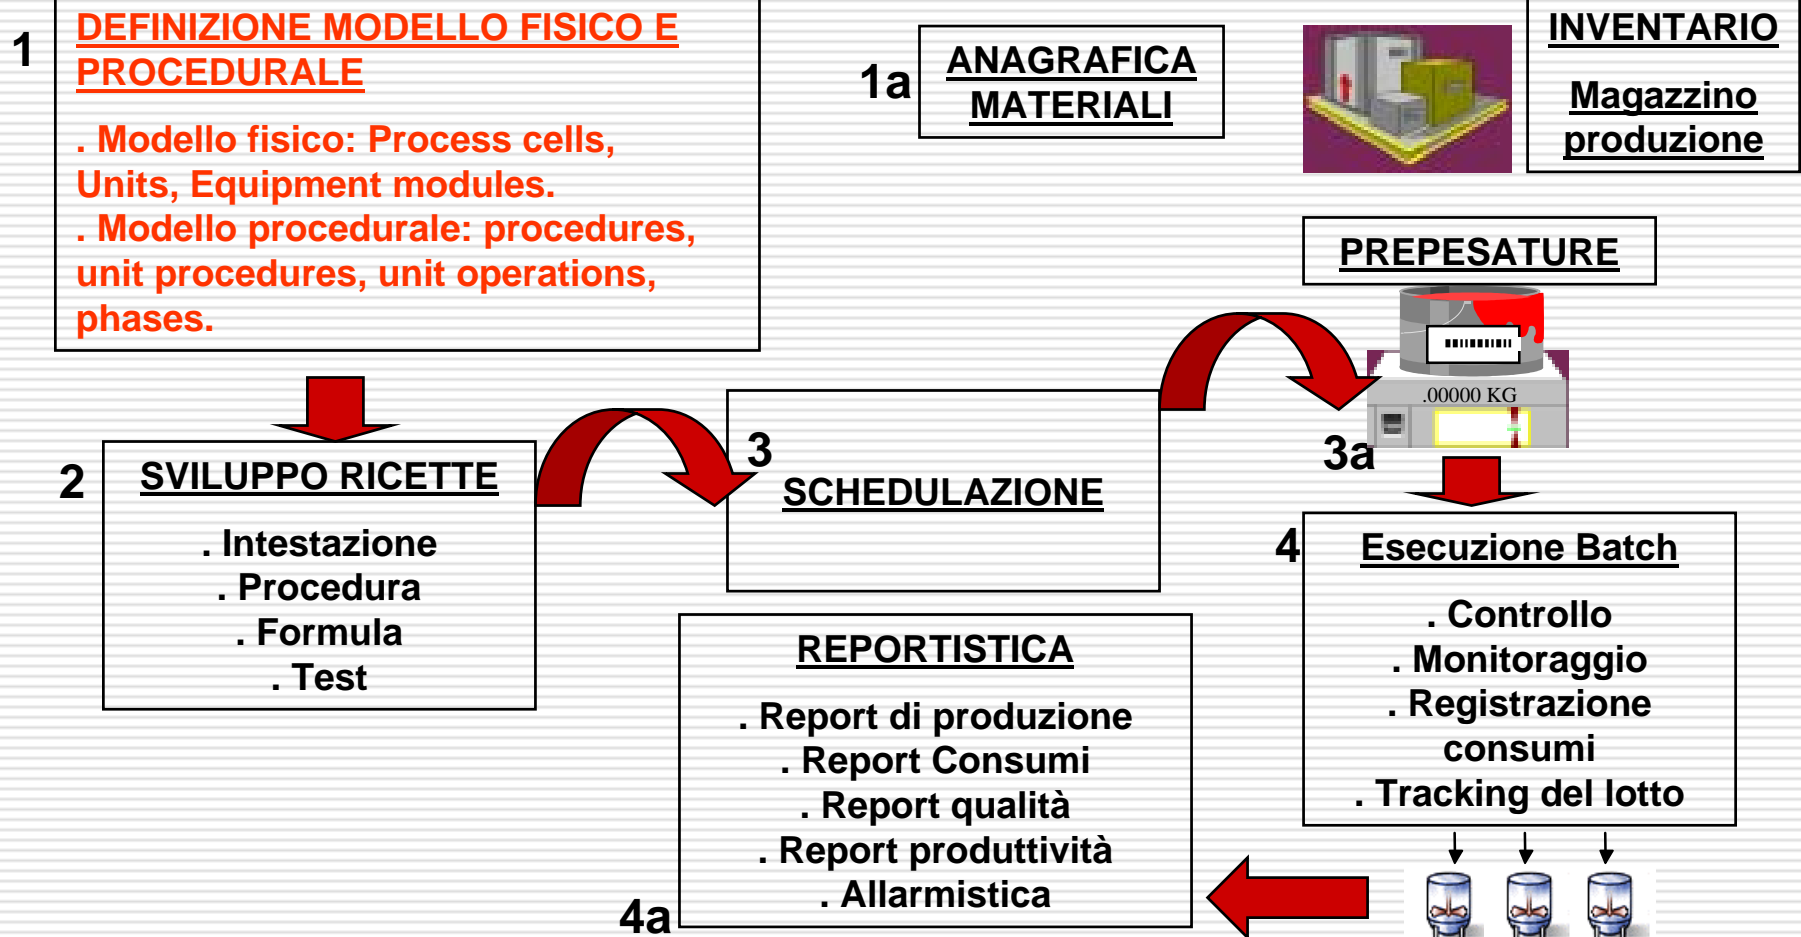 1
DEFINIZIONE MODELLO FISICO E
PROCEDURALE
. Modello fisico: Process cells,
Units, Equipment modules.
. Modello procedurale: procedures,
unit procedures, unit operations,
phases.
1a
ANAGRAFICA
MATERIALI
INVENTARIO
Magazzino
produzione
PREPESATURE
.00000 KG
3a
2
SVILUPPO RICETTE
. Intestazione
. Procedura
. Formula
. Test
3
SCHEDULAZIONE
4
Esecuzione Batch
. Controllo
. Monitoraggio
. Registrazione
consumi
. Tracking del lotto
REPORTISTICA
. Report di produzione
. Report Consumi
. Report qualità
. Report produttività
. Allarmistica
4a